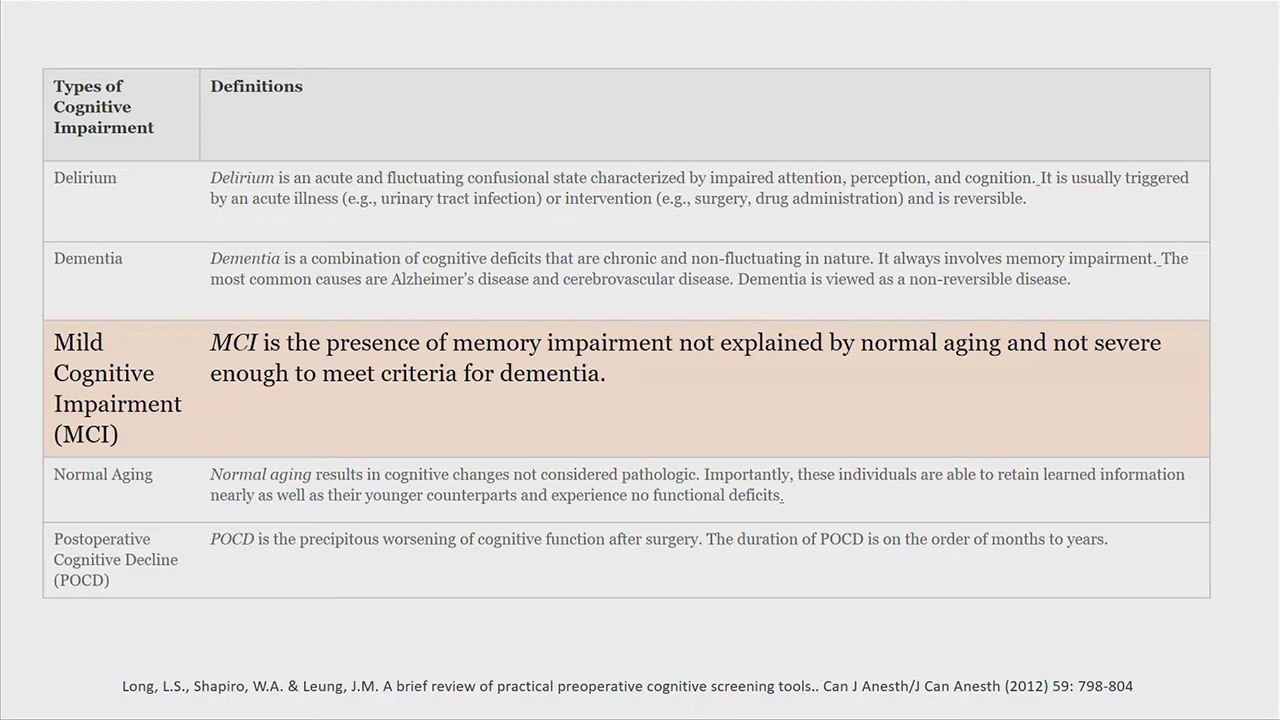 Types of
Cognitive
Impairment
Definitions
Delirium
Delirium is an acute and fluctuating confusional state characterized by impaired attention, perception, and cognition. It is usually triggered
by an acute illness (e.g., urinary tract infection) or intervention (e.g., surgery, drug administration) and is reversible.
Dementia
Dementia is a combination of cognitive deficits that are chronic and non-fluctuating in nature. It always involves memory impairment. The
most common causes are Alzheimer's disease and cerebrovascular disease. Dementia is viewed as a non-reversible disease.
Mild
Cognitive
Impairment
(MCI)
MCI is the presence of memory impairment not explained by normal aging and not severe
enough to meet criteria for dementia.
Normal Aging
Normal aging results in cognitive changes not considered pathologic. Importantly, these individuals are able to retain learned information
nearly as well as their younger counterparts and experience no functional deficits.
Postoperative
Cognitive Decline
(POCD)
POCD is the precipitous worsening of cognitive function after surgery. The duration of POCD is on the order of months to years.
Long, L.S., Shapiro, W.A. & Leung, J.M. A brief review of practical preoperative cognitive screening tools.. Can J Anesth/J Can Anesth (2012) 59: 798-804